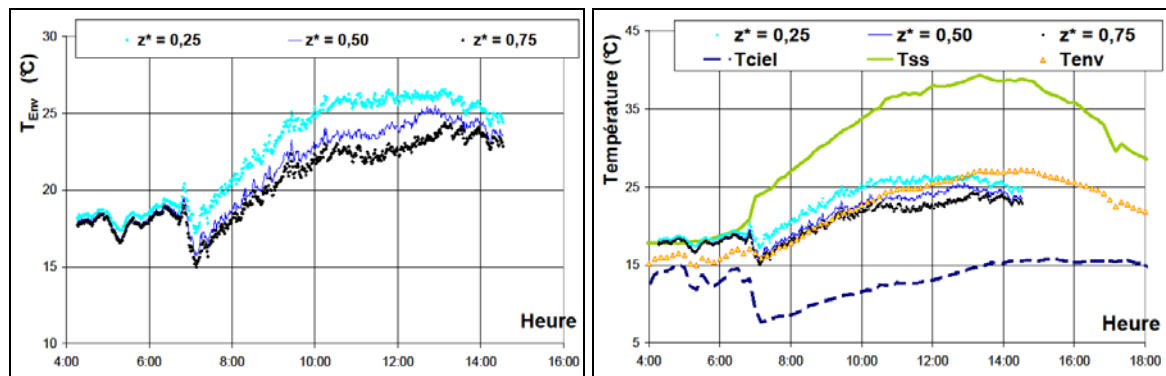 z* = 0,25 z* = 0,50 z* = 0,75
T_Env (°C)
30
25
20
15
10
4:00 6:00 8:00 10:00 12:00 14:00 16:00
Heure
z* = 0,25 z* = 0,50 z* = 0,75
Tciel Tss Tenv
Température (°C)
45
35
25
15
5
4:00 6:00 8:00 10:00 12:00 14:00 16:00 18:00
Heure